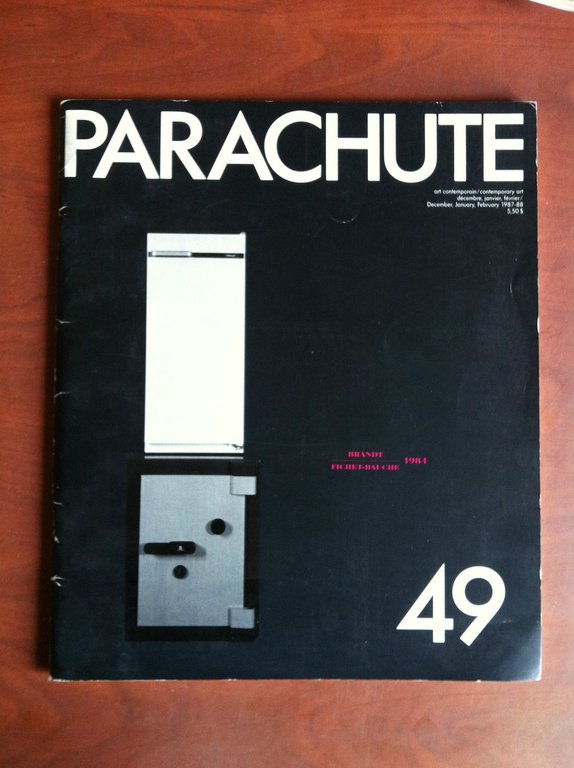 PARACHUTE
art contemporain/contemporary art
décembre, janvier, février/
December, January, February 1987-88
5,50 $
BRANDT
FICHET-BAUCHE
1984
49